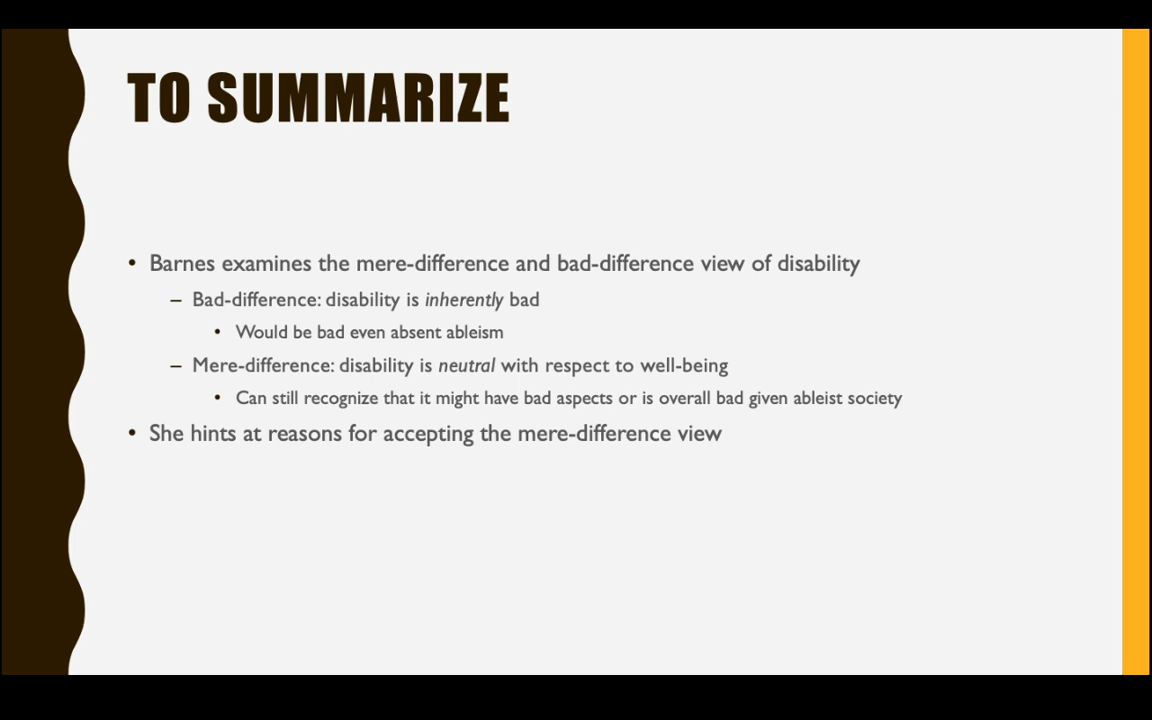 TO SUMMARIZE
• Barnes examines the mere-difference and bad-difference view of disability
– Bad-difference: disability is inherently bad
• Would be bad even absent ableism
– Mere-difference: disability is neutral with respect to well-being
• Can still recognize that it might have bad aspects or is overall bad given ableist society
• She hints at reasons for accepting the mere-difference view